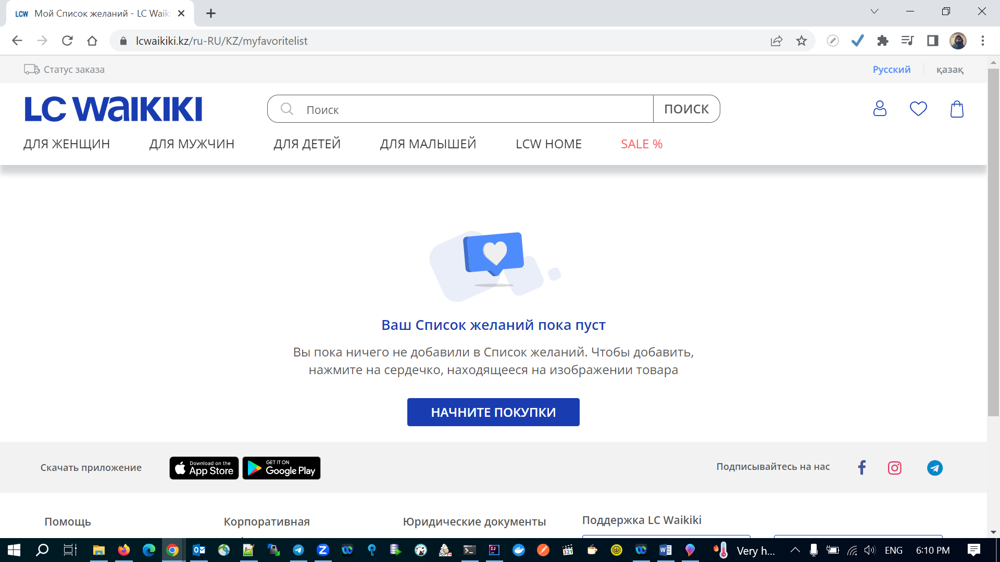 LCW Мой Список желаний - LC Waiki
lcwaikiki.kz/ru-RU/KZ/myfavoritelist
Статус заказа
Русский
қазақ
LC WAIKIKI
Поиск
ПОИСК
ДЛЯ ЖЕНЩИН
ДЛЯ МУЖЧИН
ДЛЯ ДЕТЕЙ
ДЛЯ МАЛЫШЕЙ
LCW HOME
SALE %
Ваш Список желаний пока пуст
Вы пока ничего не добавили в Список желаний. Чтобы добавить,
нажмите на сердечко, находящееся на изображении товара
НАЧНИТЕ ПОКУПКИ
Скачать приложение
Download on the
App Store
GET IT ON
Google Play
Подписывайтесь на нас
Помощь
Корпоративная
Юридические документы
Поддержка LC Waikiki
Very h...
ENG
6:10 PM